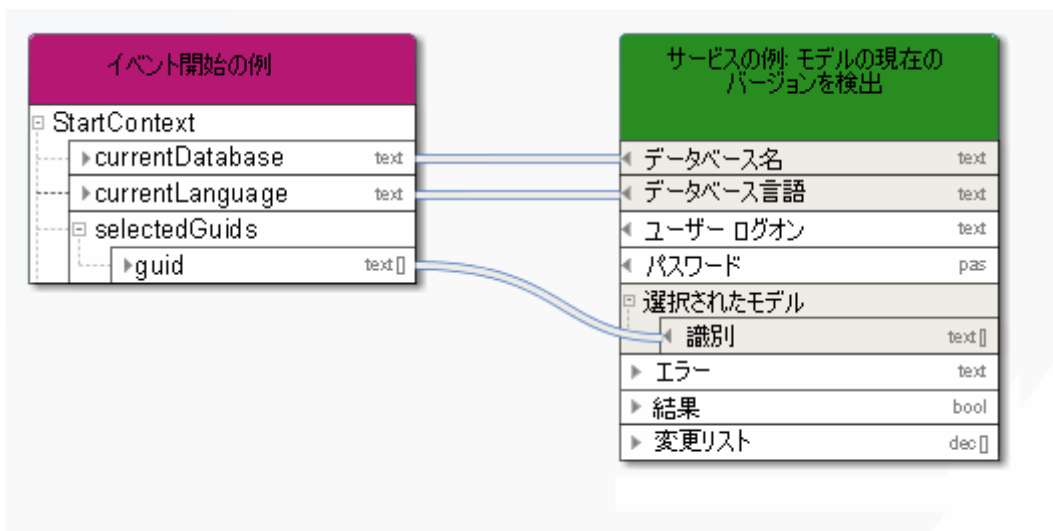 イベント開始の例
StartContext
currentDatabase text
currentLanguage text
selectedGuids
guid text[]
サービスの例: モデルの現在の
バージョンを検出
データベース名 text
データベース言語 text
ユーザー ログオン text
パスワード pas
選択されたモデル
識別 text[]
エラー text
結果 bool
変更リスト dec[]